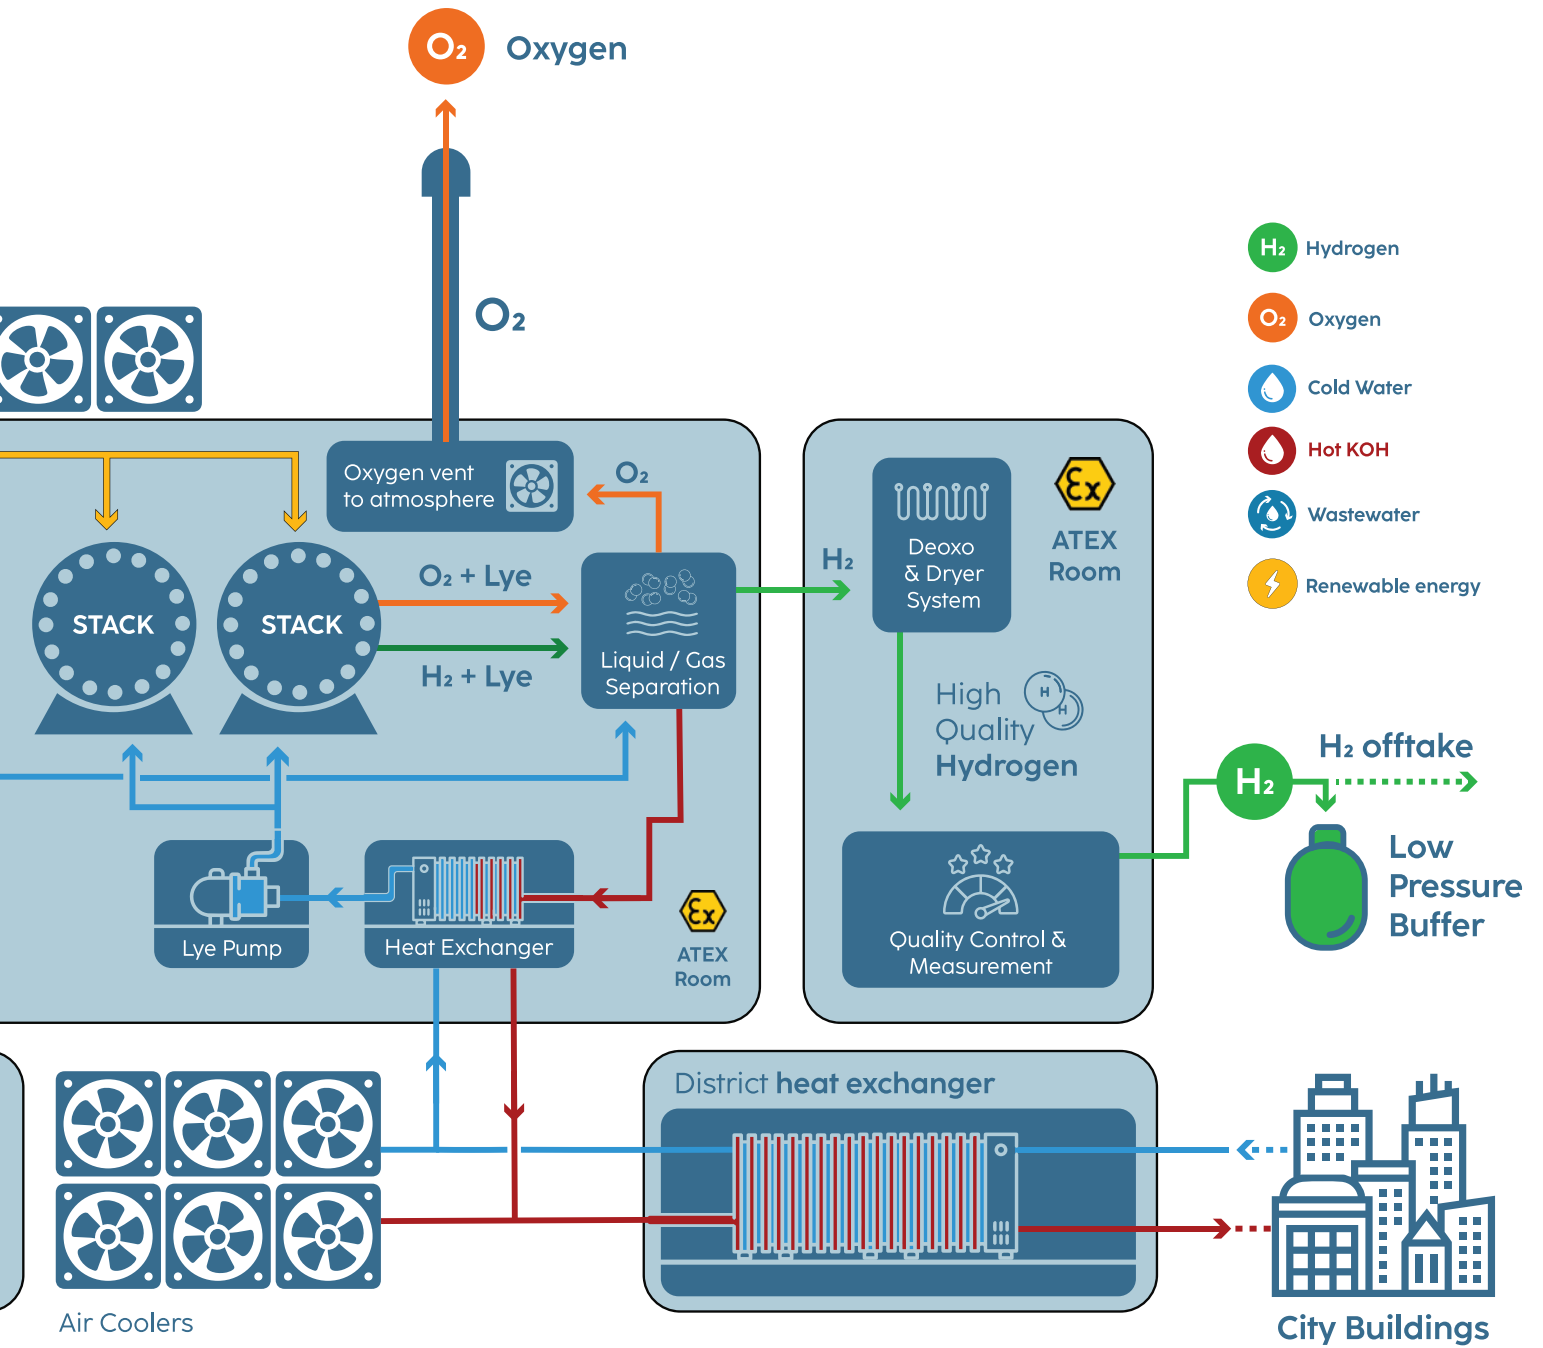 O₂ Oxygen
O₂
H₂ Hydrogen
O₂ Oxygen
Cold Water
Hot KOH
Wastewater
Renewable energy
Oxygen vent
to atmosphere
O₂
STACK
STACK
O₂ + Lye
H₂ + Lye
Liquid / Gas
Separation
H₂
Deoxo
& Dryer
System
Ex
ATEX
Room
High
Quality
Hydrogen
H
H
Quality Control &
Measurement
H₂
H₂ offtake
Low
Pressure
Buffer
Lye Pump
Heat Exchanger
Ex
ATEX
Room
Air Coolers
District heat exchanger
City Buildings